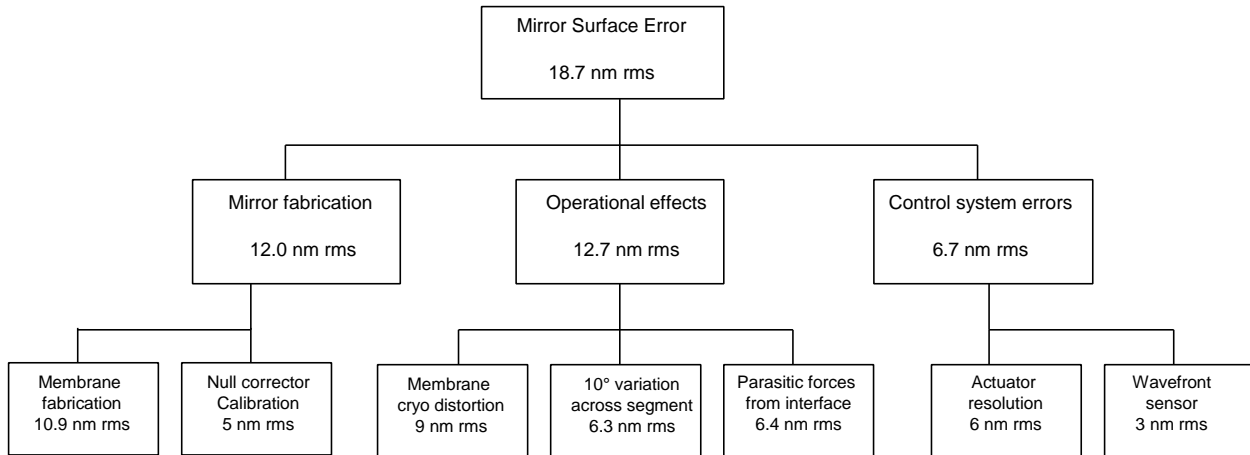 Mirror Surface Error
18.7 nm rms
Mirror fabrication
12.0 nm rms
Operational effects
12.7 nm rms
Control system errors
6.7 nm rms
Membrane
fabrication
10.9 nm rms
Null corrector
Calibration
5 nm rms
Membrane
cryo distortion
9 nm rms
10° variation
across segment
6.3 nm rms
Parasitic forces
from interface
6.4 nm rms
Actuator
resolution
6 nm rms
Wavefront
sensor
3 nm rms